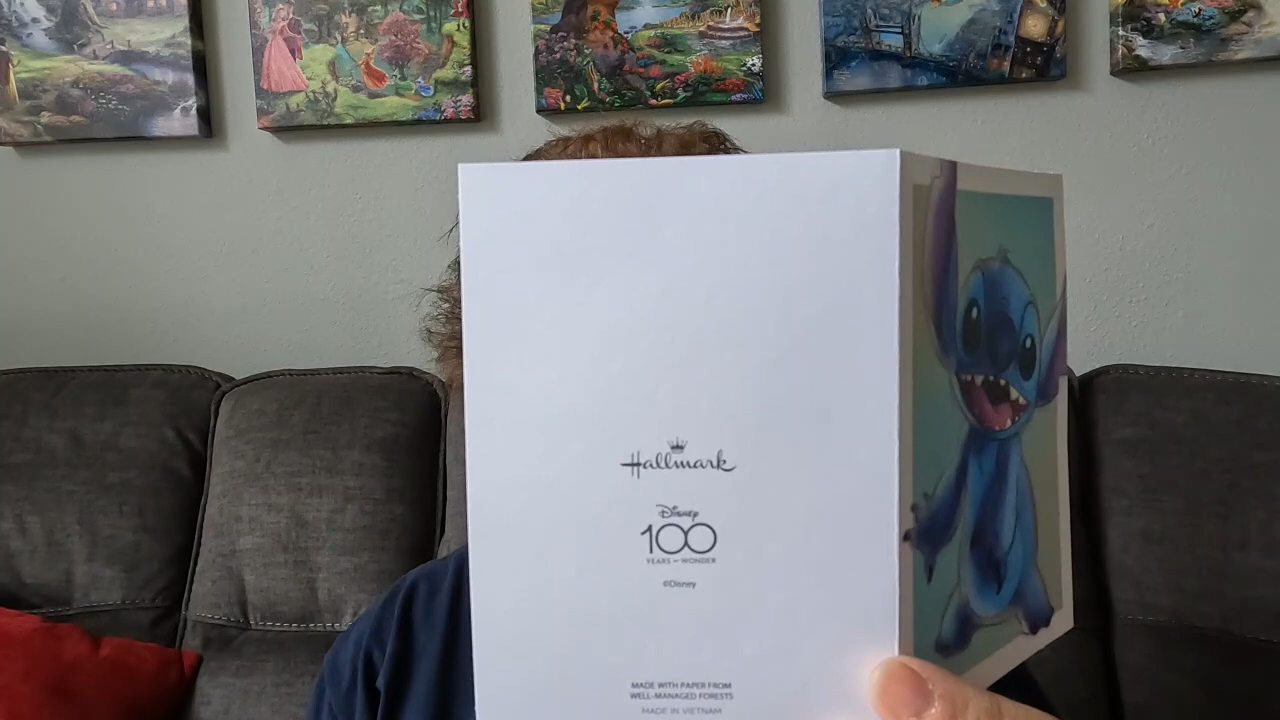 Hallmark
Disney
100
YEARS OF WONDER
©Disney
MADE WITH PAPER FROM
WELL-MANAGED FORESTS
MADE IN VIETNAM